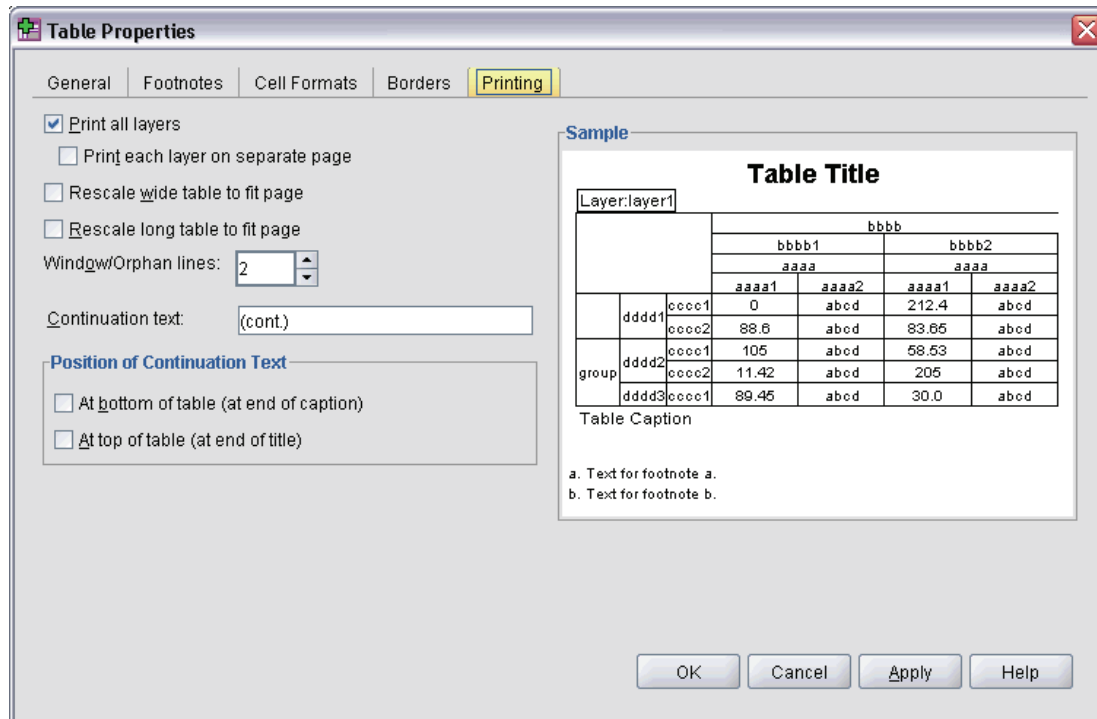 Table Properties
General Footnotes Cell Formats Borders Printing
Print all layers
Print each layer on separate page
Rescale wide table to fit page
Rescale long table to fit page
Window/Orphan lines: 2
Continuation text: (cont.)
Position of Continuation Text
At bottom of table (at end of caption)
At top of table (at end of title)
Sample
Table Title
Layer:layer1
bbbb
bbbb1 bbbb2
aaaa aaaa
aaaa1 aaaa2 aaaa1 aaaa2
dddd1 cccc1 0 abcd 212.4 abcd
cccc2 88.6 abcd 83.65 abcd
group dddd2 cccc1 105 abcd 58.53 abcd
cccc2 11.42 abcd 205 abcd
dddd3 cccc1 89.45 abcd 30.0 abcd
Table Caption
a. Text for footnote a.
b. Text for footnote b.
OK Cancel Apply Help